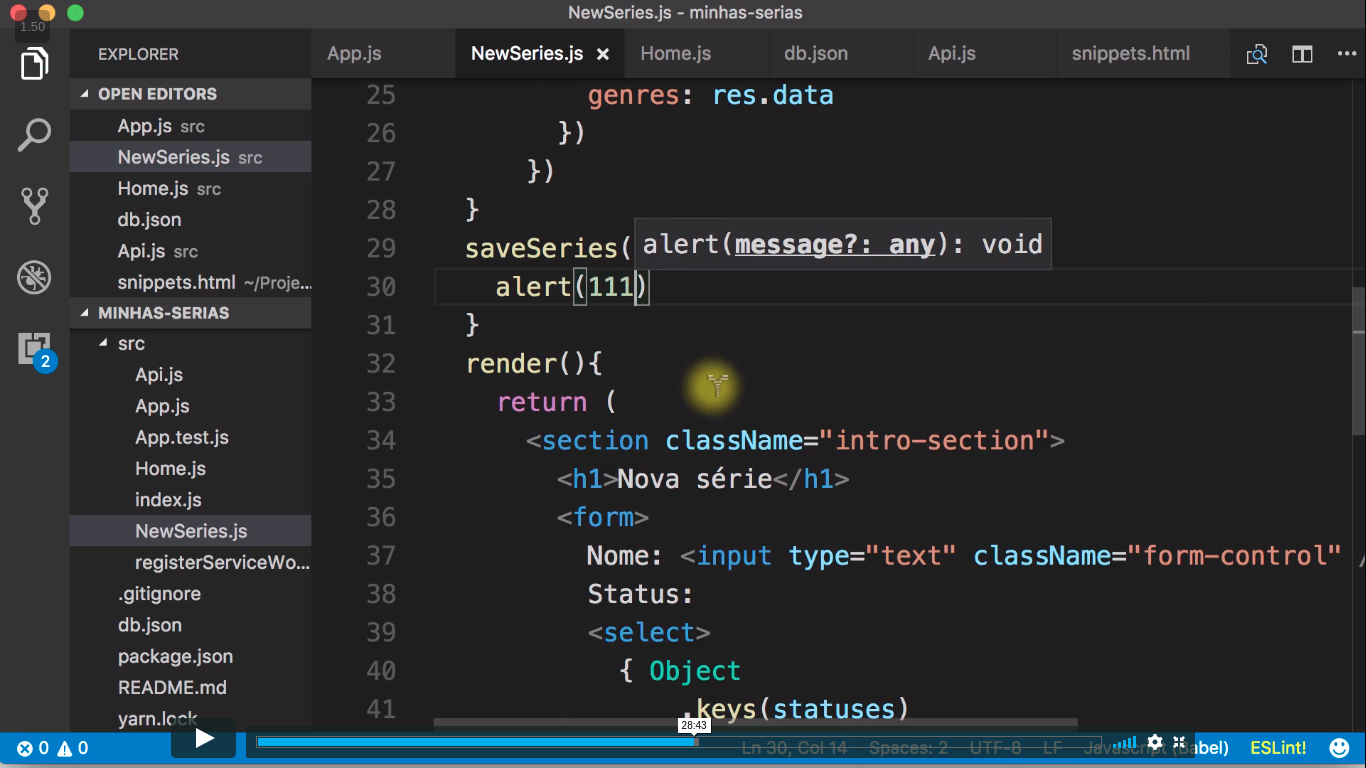 NewSeries.js - minhas-serias
1.50
EXPLORER
App.js
NewSeries.js ×
Home.js
db.json
Api.js
snippets.html
OPEN EDITORS
App.js src
NewSeries.js src
Home.js src
db.json
Api.js src
snippets.html ~/Proje...
MINHAS-SERIAS
src
Api.js
App.js
App.test.js
Home.js
index.js
NewSeries.js
registerServiceWo...
.gitignore
db.json
package.json
README.md
yarn.lock
2
25 genres: res.data
26 })
27 })
28 }
29 saveSeries(
alert(message?: any): void
30 alert(111)
31 }
32 render(){
33 return (
34 <section className="intro-section">
35 <h1>Nova série</h1>
36 <form>
37 Nome: <input type="text" className="form-control" /
38 Status:
39 <select>
40 { Object
41 .keys(statuses)
28:43
0 0
Ln 30, Col 14 Spaces: 2 UTF-8 LF Javascript (Babel) ESLint!